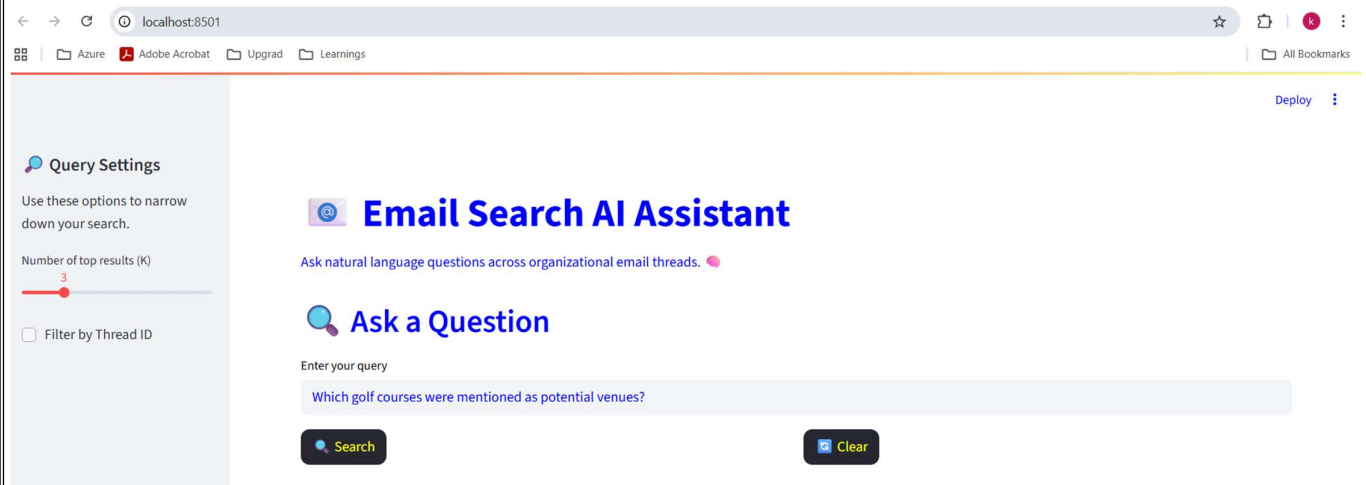 localhost:8501
k
Azure
Adobe Acrobat
Upgrad
Learnings
All Bookmarks
Deploy
Query Settings
Use these options to narrow
down your search.
Number of top results (K)
3
Filter by Thread ID
Email Search AI Assistant
Ask natural language questions across organizational email threads.
Ask a Question
Enter your query
Which golf courses were mentioned as potential venues?
Search
Clear